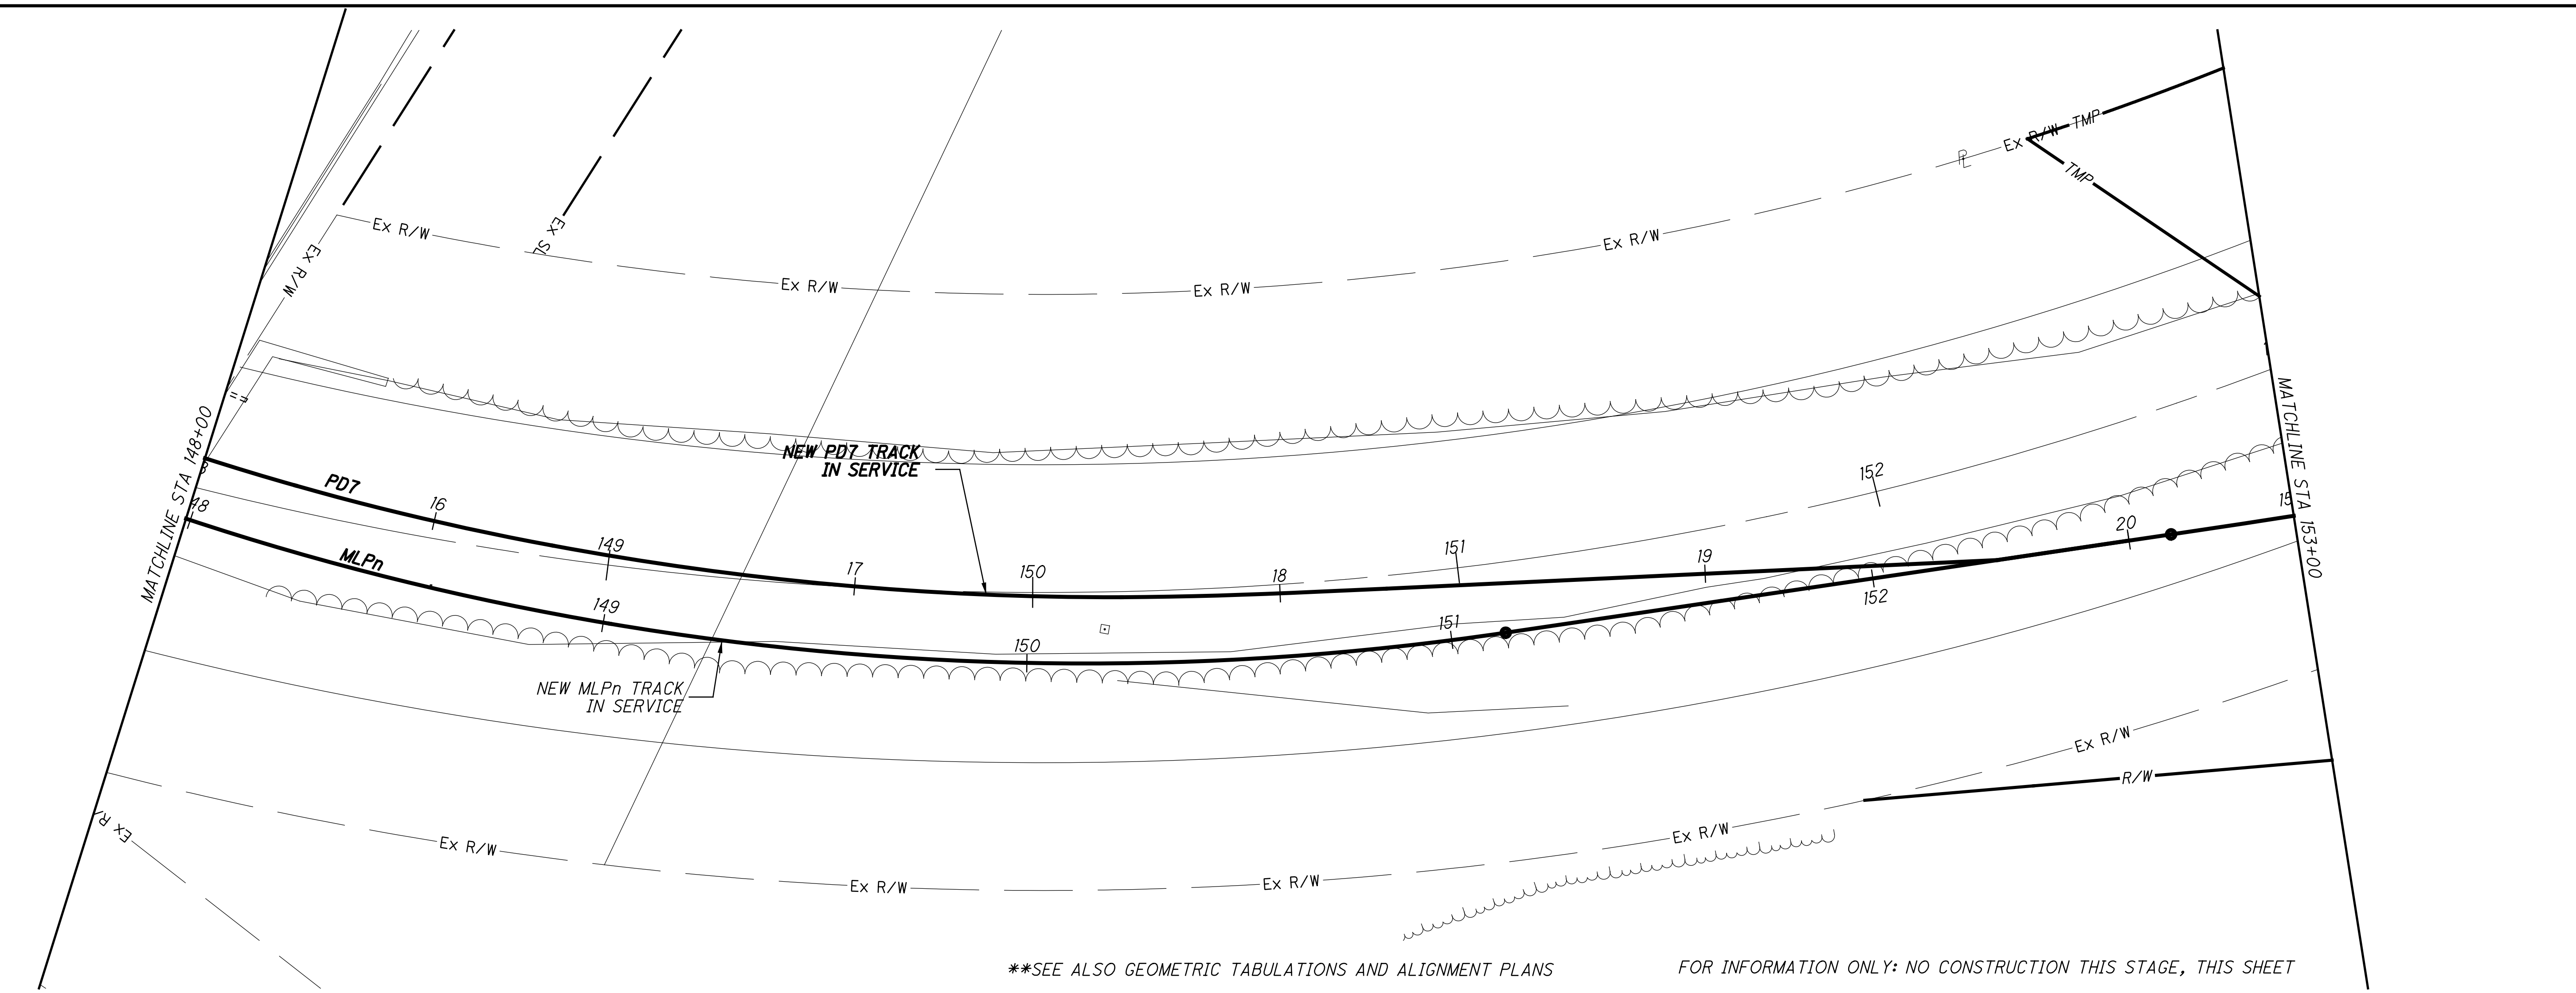 Ex R/W TMP
TMP
Ex R/W
Ex SL
Ex R/W
Ex R/W
Ex R/W
Ex R/W
MATCHLINE STA 148+00
MATCHLINE STA 153+00
NEW PD7 TRACK
IN SERVICE
PD7
16
149
17
150
18
151
19
152
20
15
48
MLPn
149
150
151
152
NEW MLPn TRACK
IN SERVICE
Ex R/
Ex R/W
Ex R/W
Ex R/W
Ex R/W
Ex R/W
R/W
**SEE ALSO GEOMETRIC TABULATIONS AND ALIGNMENT PLANS
FOR INFORMATION ONLY: NO CONSTRUCTION THIS STAGE, THIS SHEET